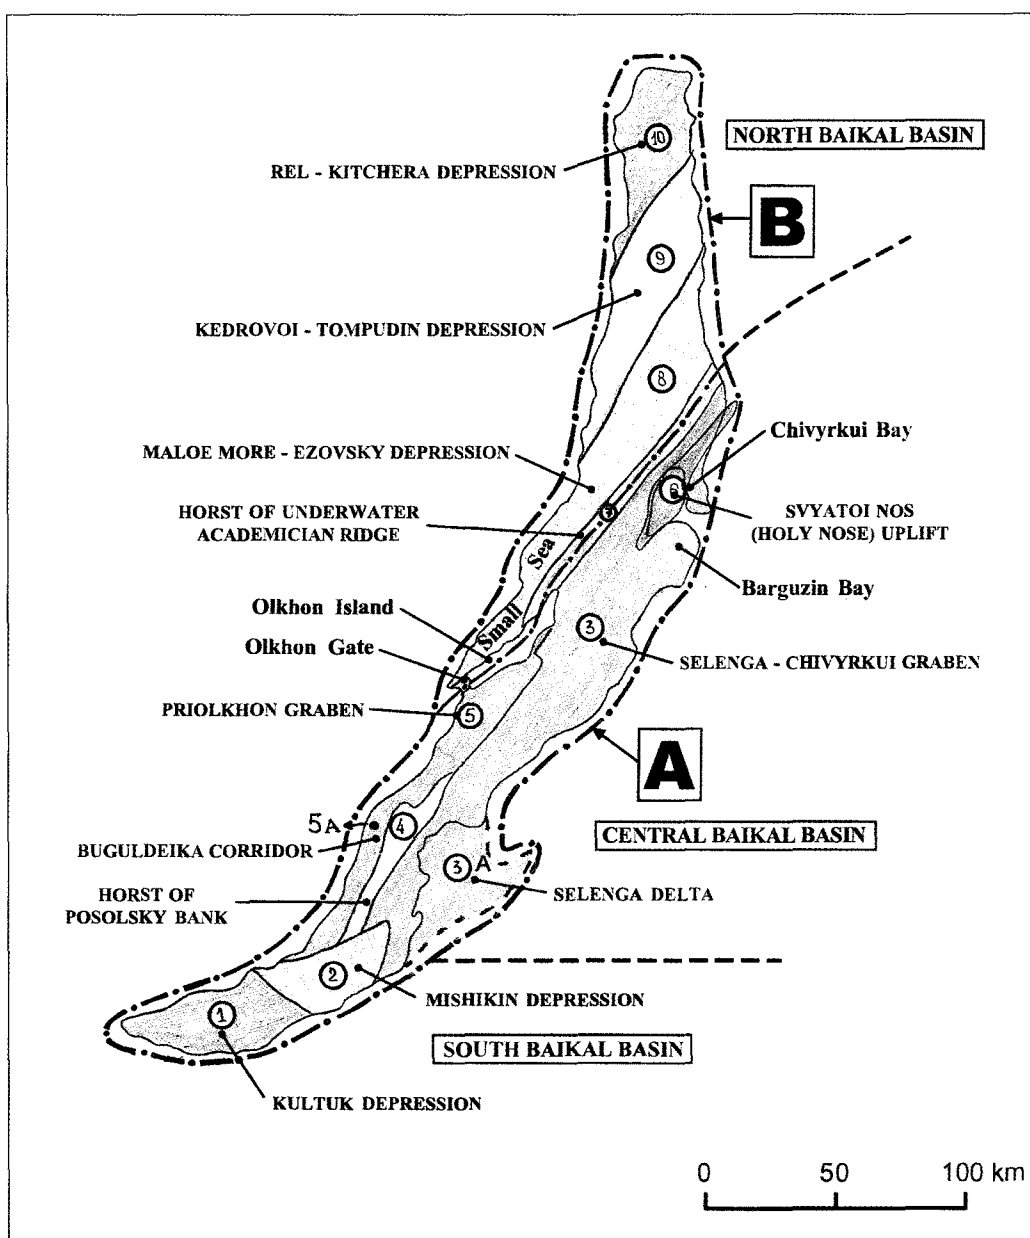 10
NORTH BAIKAL BASIN
REL - KITCHERA DEPRESSION
B
9
KEDROVOI - TOMPUDIN DEPRESSION
8
Chivyrkui Bay
MALOE MORE - EZOVSKY DEPRESSION
6
SVYATOI NOS
(HOLY NOSE) UPLIFT
HORST OF UNDERWATER
ACADEMICIAN RIDGE
7
Small Sea
Barguzin Bay
Olkhon Island
3
Olkhon Gate
SELENGA - CHIVYRKUI GRABEN
PRIOLKHON GRABEN
5
A
5A
4
CENTRAL BAIKAL BASIN
BUGULDEIKA CORRIDOR
3 A
SELENGA DELTA
HORST OF
POSOLSKY BANK
2
MISHIKIN DEPRESSION
1
SOUTH BAIKAL BASIN
KULTUK DEPRESSION
0 50 100 km